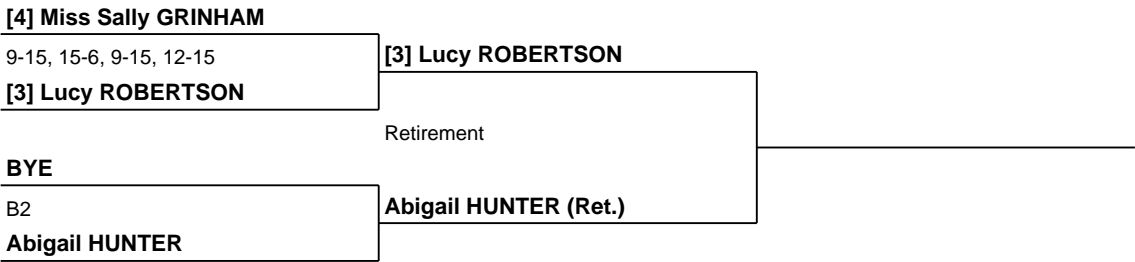 [4] Miss Sally GRINHAM
9-15, 15-6, 9-15, 12-15
[3] Lucy ROBERTSON
[3] Lucy ROBERTSON
Retirement
BYE
B2
Abigail HUNTER (Ret.)
Abigail HUNTER